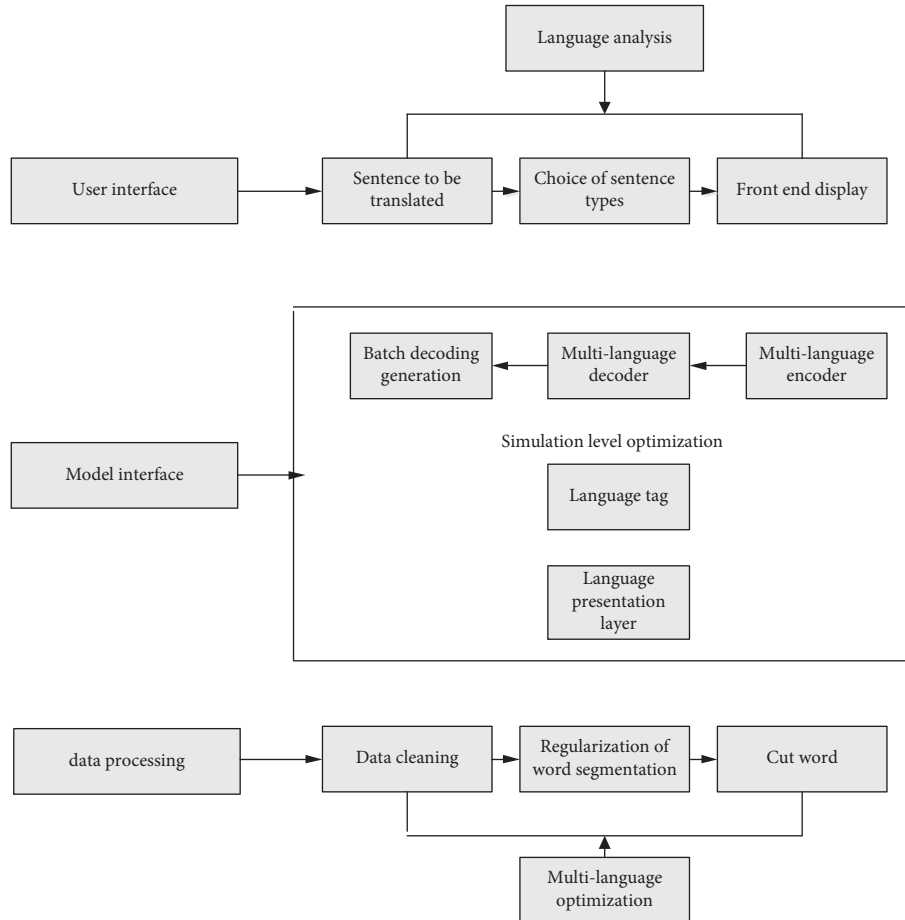 Language analysis
User interface
Sentence to be
translated
Choice of sentence
types
Front end display
Batch decoding
generation
Multi-language
decoder
Multi-language
encoder
Simulation level optimization
Model interface
Language tag
Language
presentation
layer
data processing
Data cleaning
Regularization of
word segmentation
Cut word
Multi-language
optimization